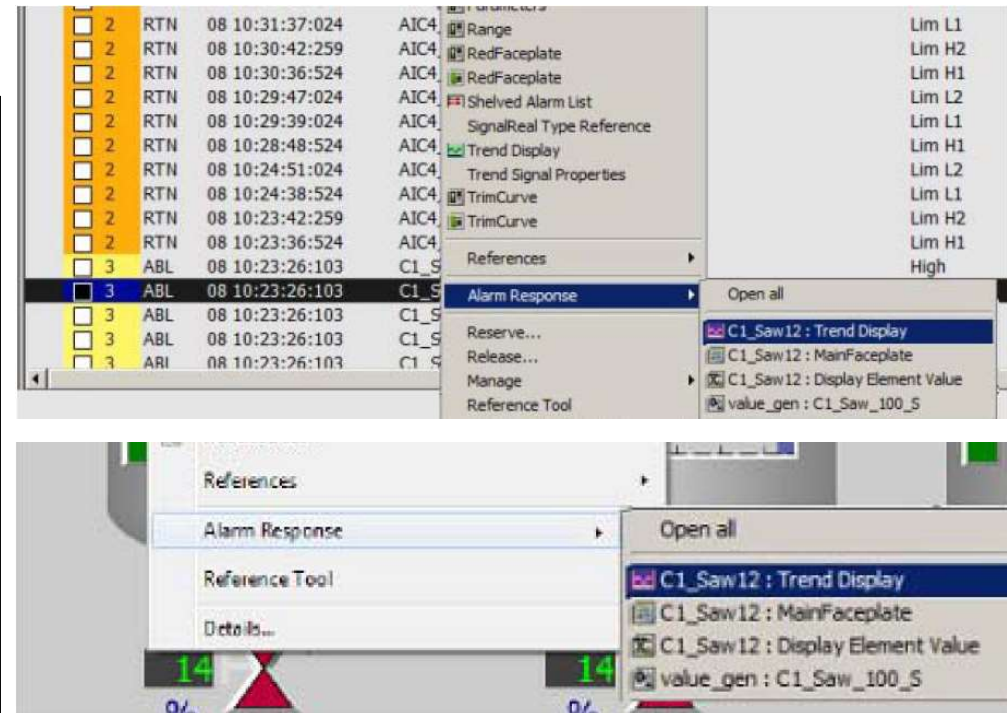 2 RTN 08 10:31:37:024 AIC4 Range Lim L1
2 RTN 08 10:30:42:259 AIC4 RedFaceplate Lim H2
2 RTN 08 10:30:36:524 AIC4 RedFaceplate Lim H1
2 RTN 08 10:29:47:024 AIC4 Shelved Alarm List Lim L2
2 RTN 08 10:29:39:024 AIC4 SignalReal Type Reference Lim L1
2 RTN 08 10:28:48:524 AIC4 Trend Display Lim H1
2 RTN 08 10:24:51:024 AIC4 Trend Signal Properties Lim L2
2 RTN 08 10:24:38:524 AIC4 TrimCurve Lim L1
2 RTN 08 10:23:42:259 AIC4 TrimCurve Lim H2
2 RTN 08 10:23:36:524 AIC4 Lim H1
3 ABL 08 10:23:26:103 C1_S References High
3 ABL 08 10:23:26:103 C1_S Alarm Response Open all
3 ABL 08 10:23:26:103 C1_S
3 ABL 08 10:23:26:103 C1_S Reserve... C1_Saw12 : Trend Display
3 ABL 08 10:23:26:103 C1_S Release... C1_Saw12 : MainFaceplate
Manage C1_Saw12 : Display Element Value
Reference Tool value_gen : C1_Saw_100_S
References
Alarm Response Open all
Reference Tool C1_Saw12 : Trend Display
C1_Saw12 : MainFaceplate
Details... C1_Saw12 : Display Element Value
14 14 value_gen : C1_Saw_100_S
% %